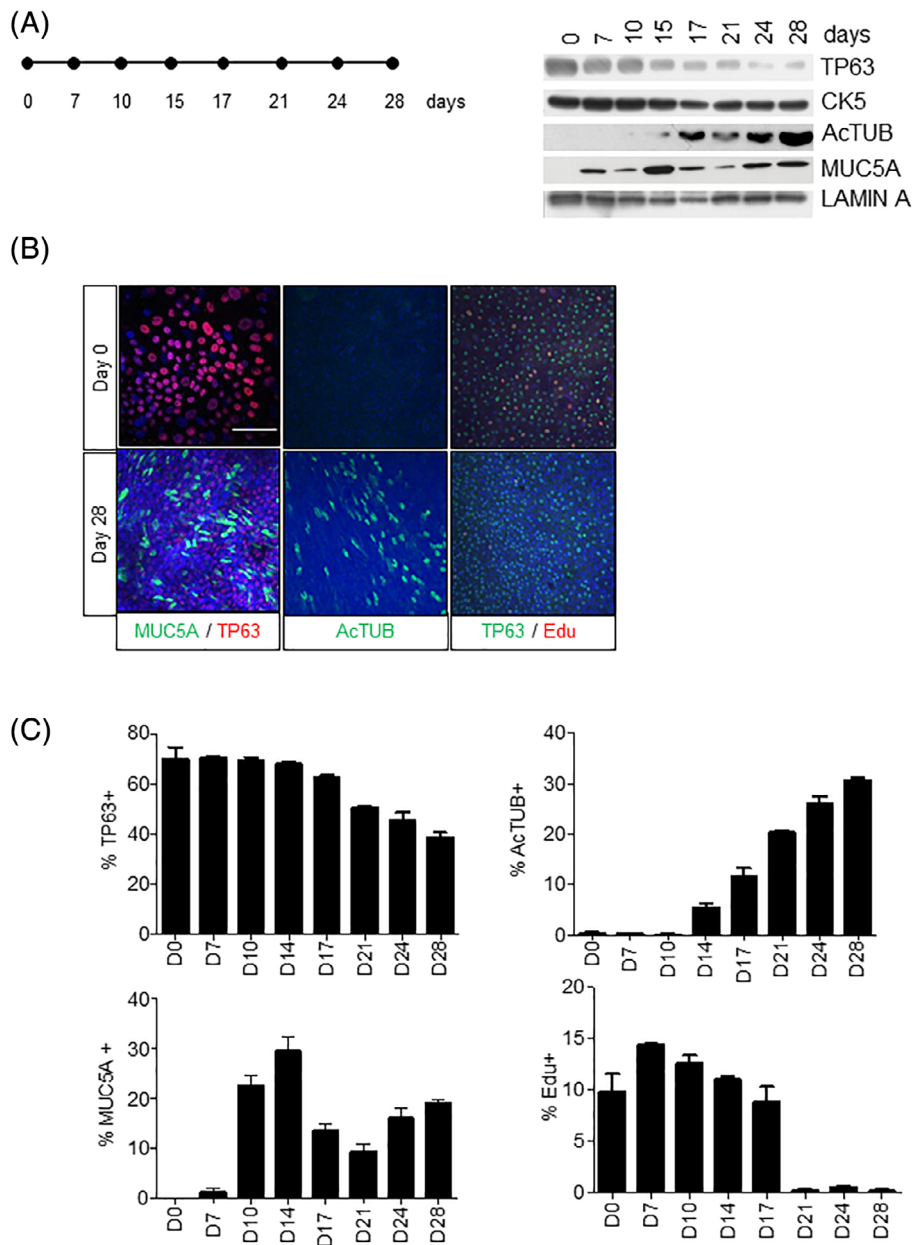 (A)
0 7 10 15 17 21 24 28 days
0 7 10 15 17 21 24 28 days
TP63
CK5
AcTUB
MUC5A
LAMIN A
(B)
Day 0
Day 28
MUC5A / TP63
AcTUB
TP63 / Edu
(C)
% TP63+
80
60
40
20
0
D0 D7 D10 D14 D17 D21 D24 D28
% AcTUB+
40
30
20
10
0
D0 D7 D10 D14 D17 D21 D24 D28
% MUC5A +
40
30
20
10
0
D0 D7 D10 D14 D17 D21 D24 D28
% Edu+
20
15
10
5
0
D0 D7 D10 D14 D17 D21 D24 D28